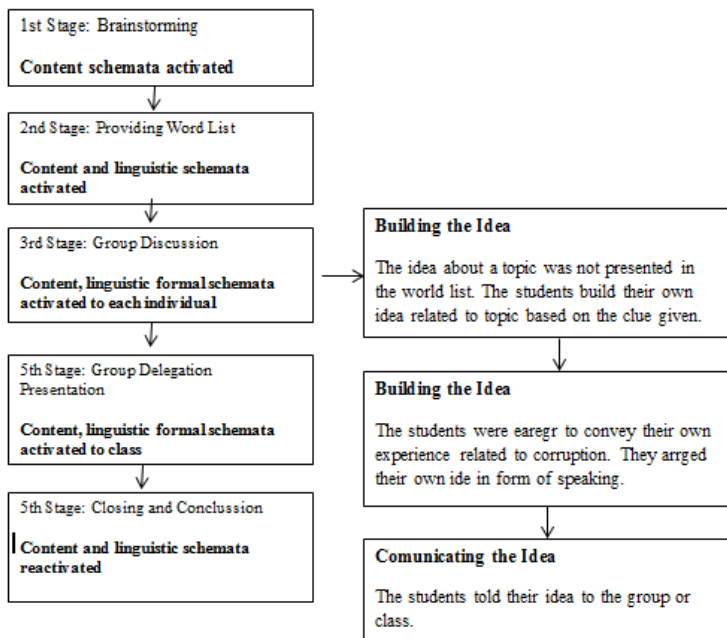 1st Stage: Brainstorming
Content schemata activated
2nd Stage: Providing Word List
Content and linguistic schemata
activated
3rd Stage: Group Discussion
Content, linguistic formal schemata
activated to each individual
5th Stage: Group Delegation
Presentation
Content, linguistic formal schemata
activated to class
5th Stage: Closing and Conclussion
Content and linguistic schemata
reactivated
Building the Idea
The idea about a topic was not presented in
the world list. The students build their own
idea related to topic based on the clue given.
Building the Idea
The students were earegr to convey their own
experience related to corruption. They arrged
their own ide in form of speaking.
Comunicating the Idea
The students told their idea to the group or
class.